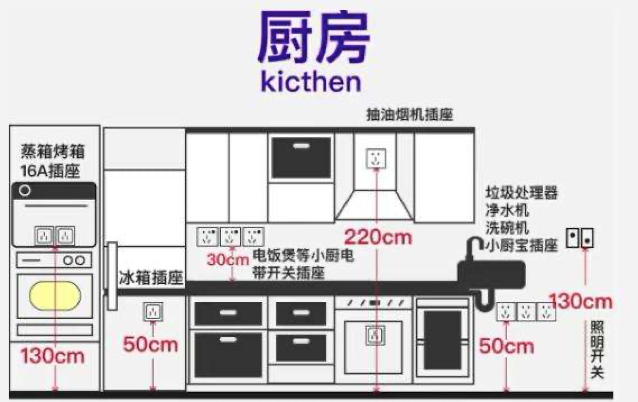 厨房
kicthen
抽油烟机插座
蒸箱烤箱
16A插座
垃圾处理器
净水机
洗碗机
小厨宝插座
220cm
30cm
电饭煲等小厨电
带开关插座
冰箱插座
130cm
照明开关
130cm
50cm
50cm